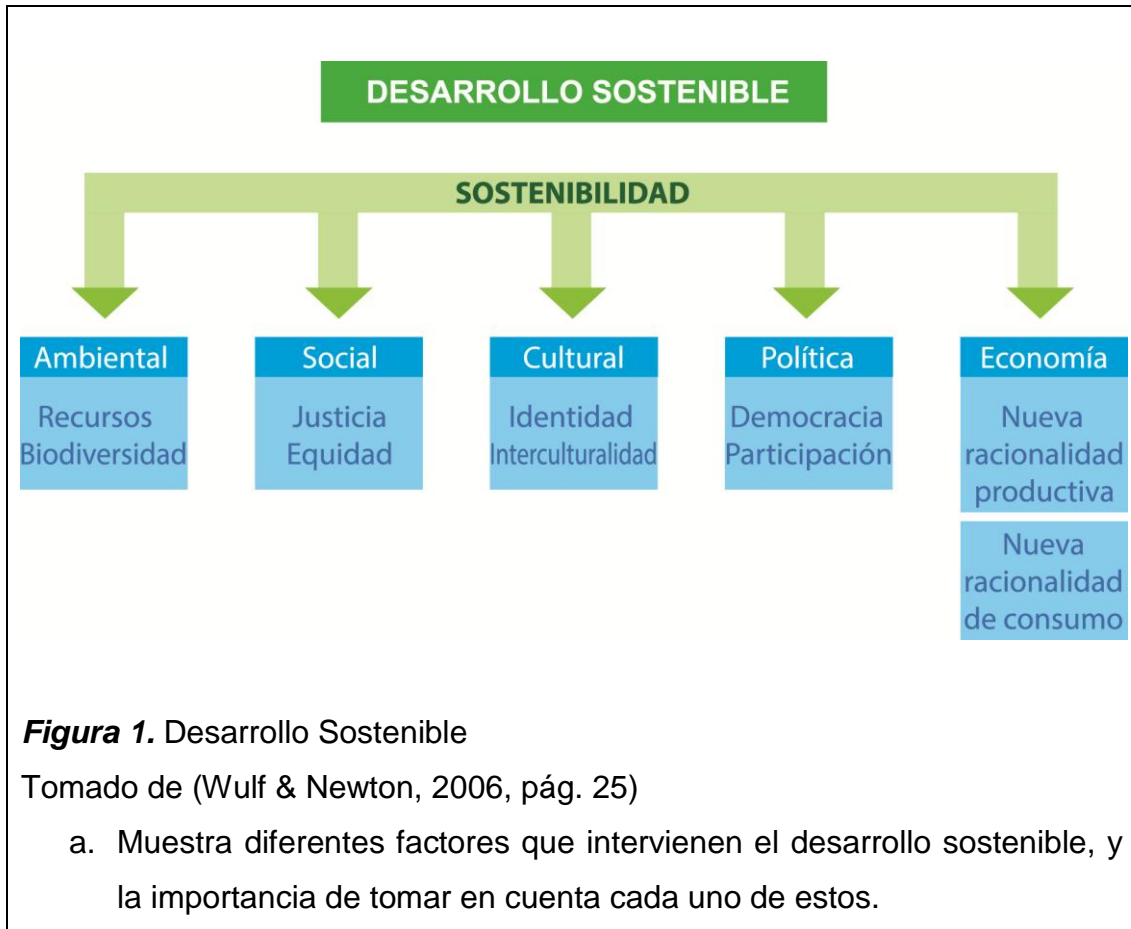 DESARROLLO SOSTENIBLE
SOSTENIBILIDAD
Ambiental
Recursos
Biodiversidad
Social
Justicia
Equidad
Cultural
Identidad
Interculturalidad
Política
Democracia
Participación
Economía
Nueva
racionalidad
productiva
Nueva
racionalidad
de consumo
Figura 1. Desarrollo Sostenible
Tomado de (Wulf & Newton, 2006, pág. 25)
a. Muestra diferentes factores que intervienen el desarrollo sostenible, y
la importancia de tomar en cuenta cada uno de estos.